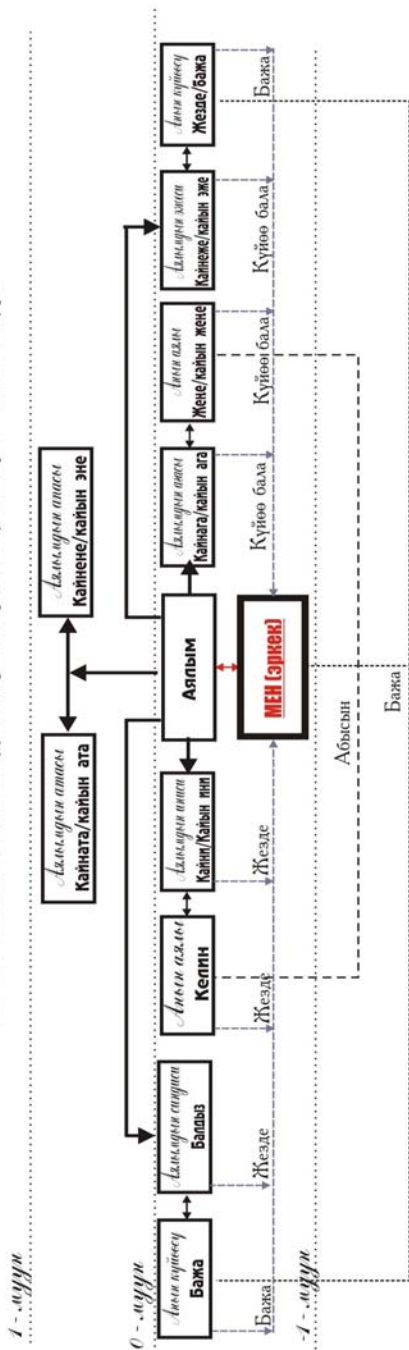 1 - муун
Аялымдын атасы
Кайната/кайын ата
Аялымдын апасы
Кайнене/кайын эне
0 - муун
Анын күйөөсү
Бажа
Аялымдын сиңдиси
Балдыз
Анын аялы
Келин
Аялымдын иниси
Кайни/Кайын ини
Аялым
Аялымдын агасы
Кайнага/кайын ага
Анын аялы
Жене/кайын жене
Аялымдын эжеси
Кайнеже/кайын эже
Анын күйөөсү
Жезде/бажа
Бажа
Жезде
Жезде
Жезде
МЕН (эркек)
Күйөө бала
Күйөө бала
Күйөө бала
Бажа
-1 - муун
Абысын
Бажа